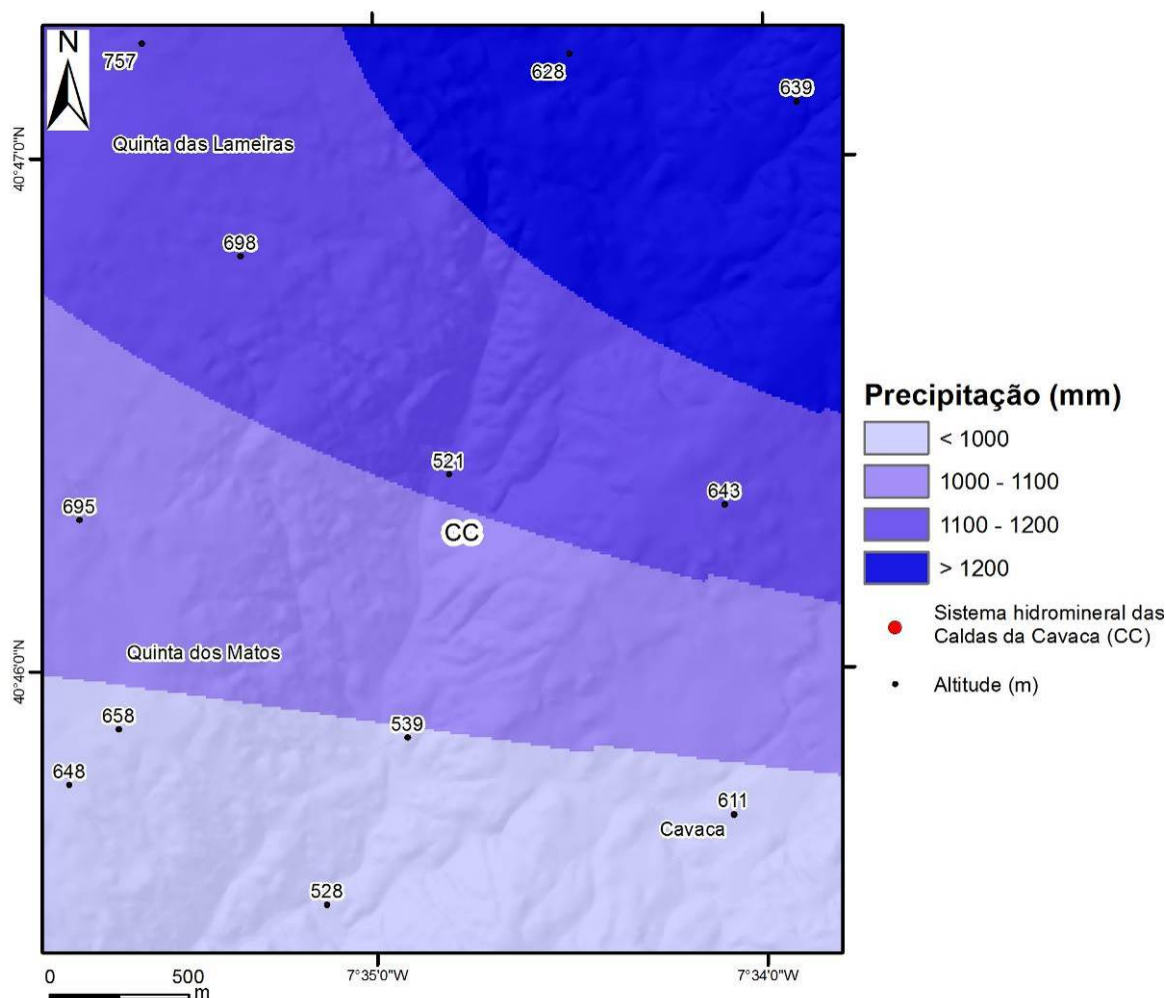 N
757
628
639
40°47'0"N
Quinta das Lameiras
698
521
643
695
CC
Quinta dos Matos
40°46'0"N
658
539
648
611
Cavaca
528
0 500
m
7°35'0"W
7°34'0"W
Precipitação (mm)
< 1000
1000 - 1100
1100 - 1200
> 1200
Sistema hidromineral das
Caldas da Cavaca (CC)
Altitude (m)